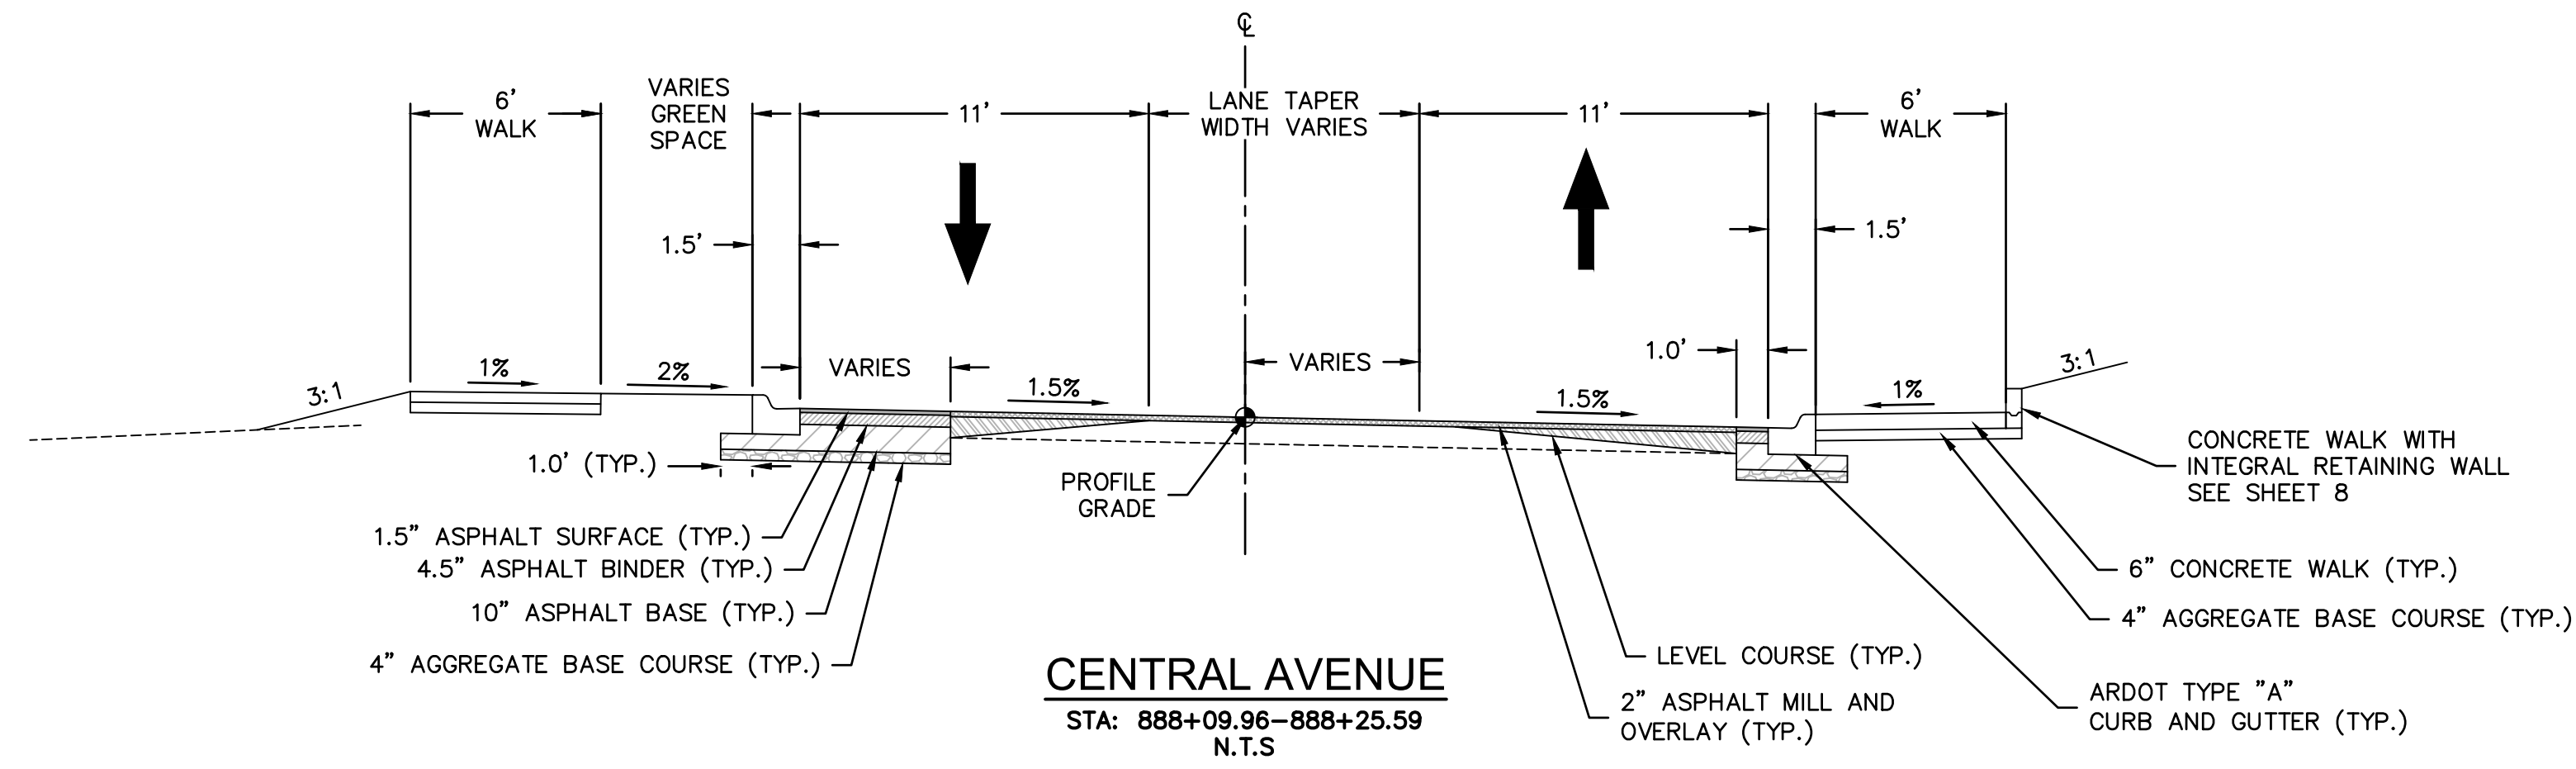 ℄
6’
WALK
VARIES
GREEN
SPACE
11’
LANE TAPER
WIDTH VARIES
11’
6’
WALK
1.5’
1.5’
3:1
1%
2%
VARIES
1.5%
VARIES
1.0’
1.5%
1%
3:1
1.0’ (TYP.)
PROFILE
GRADE
CONCRETE WALK WITH
INTEGRAL RETAINING WALL
SEE SHEET 8
1.5” ASPHALT SURFACE (TYP.)
4.5” ASPHALT BINDER (TYP.)
10” ASPHALT BASE (TYP.)
4” AGGREGATE BASE COURSE (TYP.)
6” CONCRETE WALK (TYP.)
4” AGGREGATE BASE COURSE (TYP.)
LEVEL COURSE (TYP.)
2” ASPHALT MILL AND
OVERLAY (TYP.)
ARDOT TYPE ”A”
CURB AND GUTTER (TYP.)
CENTRAL AVENUE
STA: 888+09.96–888+25.59
N.T.S